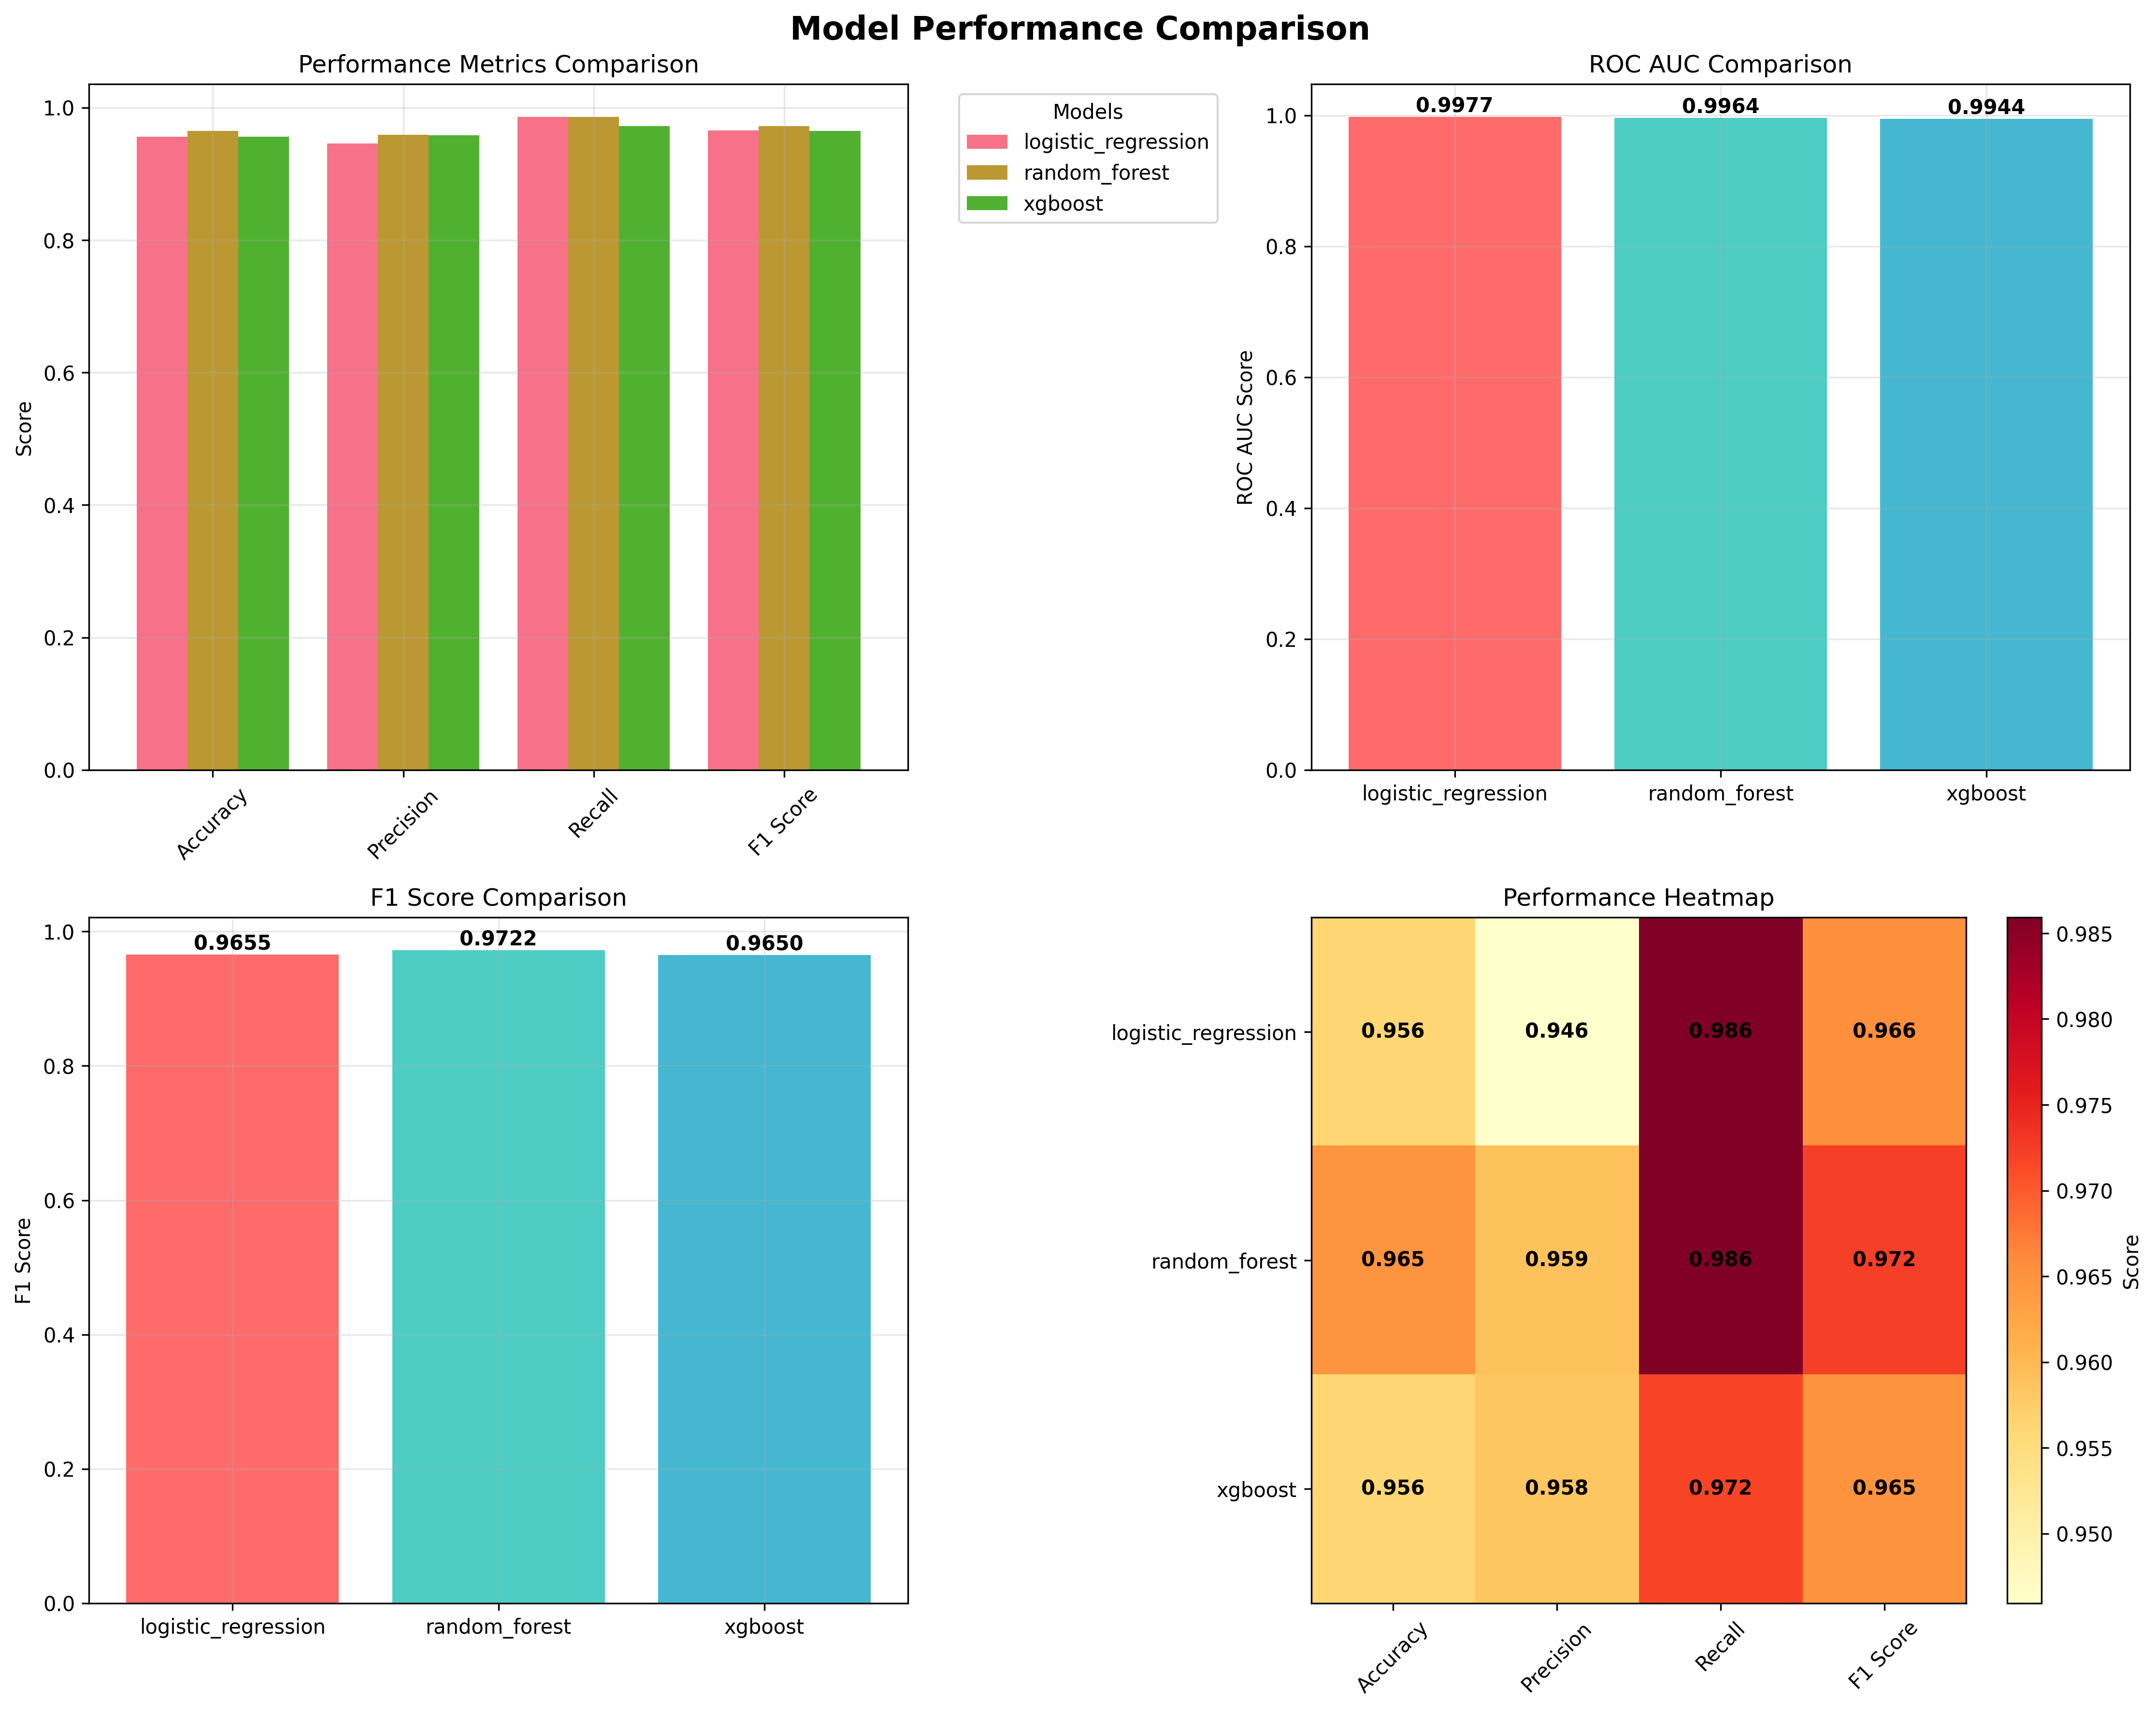 Model Performance Comparison
Performance Metrics Comparison
1.0
0.8
0.6
0.4
0.2
0.0
Score
Accuracy
Precision
Recall
F1 Score
Models
logistic_regression
random_forest
xgboost
ROC AUC Comparison
1.0
0.8
0.6
0.4
0.2
0.0
ROC AUC Score
0.9977
0.9964
0.9944
logistic_regression
random_forest
xgboost
F1 Score Comparison
1.0
0.8
0.6
0.4
0.2
0.0
F1 Score
0.9655
0.9722
0.9650
logistic_regression
random_forest
xgboost
Performance Heatmap
logistic_regression
0.956
0.946
0.986
0.966
random_forest
0.965
0.959
0.986
0.972
xgboost
0.956
0.958
0.972
0.965
Accuracy
Precision
Recall
F1 Score
0.985
0.980
0.975
0.970
0.965
0.960
0.955
0.950
Score